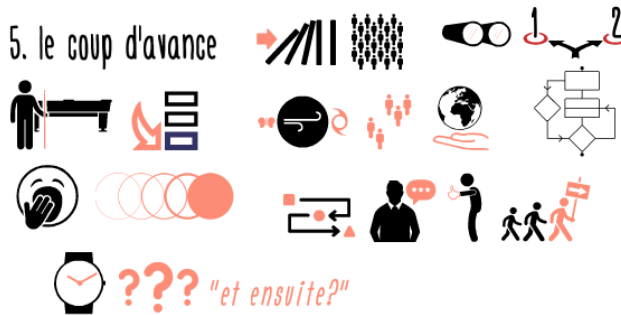 5. le coup d'avance
1 2
??? "et ensuite?"